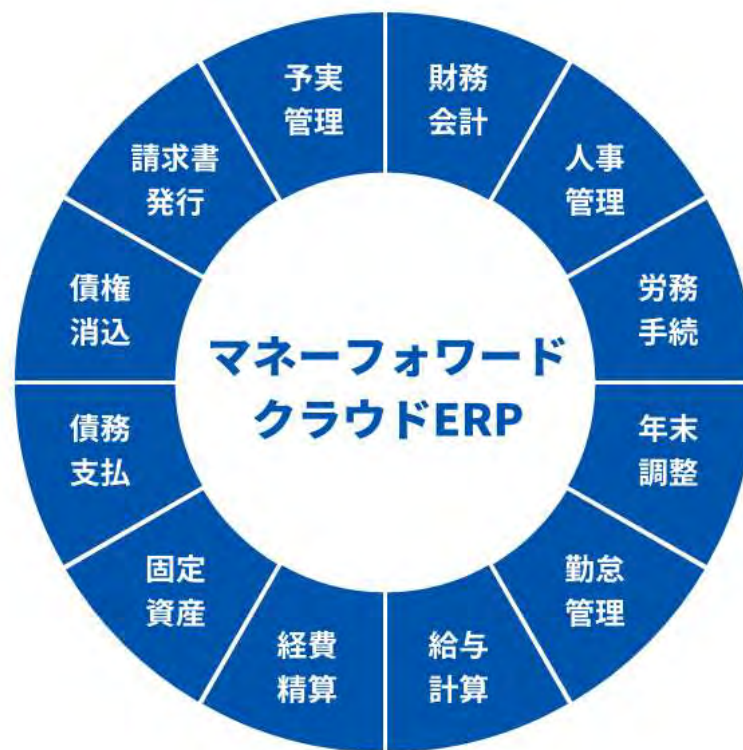 マネーフォワード
クラウドERP
財務
会計
人事
管理
労務
手続
年末
調整
勤怠
管理
給与
計算
経費
精算
固定
資産
債務
支払
債権
消込
請求書
発行
予実
管理